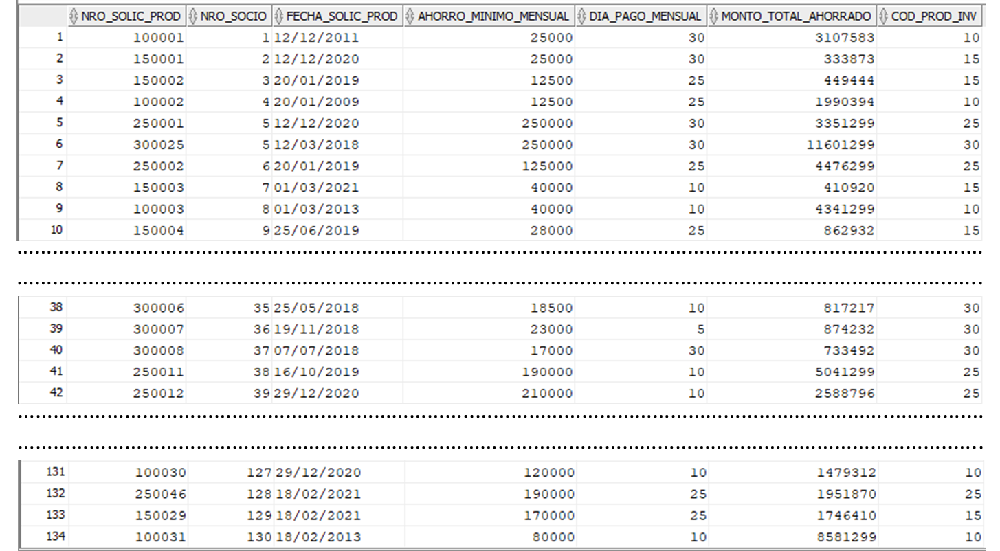 NRO_SOLIC_PROD NRO_SOCIO FECHA_SOLIC_PROD AHORRO_MINIMO_MENSUAL DIA_PAGO_MENSUAL MONTO_TOTAL_AHORRADO COD_PROD_INV
1 100001 1 12/12/2011 25000 30 3107583 10
2 150001 2 12/12/2020 25000 30 333873 15
3 150002 3 20/01/2019 12500 25 449444 15
4 100002 4 20/01/2009 12500 25 1990394 10
5 250001 5 12/12/2020 250000 30 3351299 25
6 300025 5 12/03/2018 250000 30 11601299 30
7 250002 6 20/01/2019 125000 25 4476299 25
8 150003 7 01/03/2021 40000 10 410920 15
9 100003 8 01/03/2013 40000 10 4341299 10
10 150004 9 25/06/2019 28000 25 862932 15
38 300006 35 25/05/2018 18500 10 817217 30
39 300007 36 19/11/2018 23000 5 874232 30
40 300008 37 07/07/2018 17000 30 733492 30
41 250011 38 16/10/2019 190000 10 5041299 25
42 250012 39 29/12/2020 210000 10 2588796 25
131 100030 127 29/12/2020 120000 10 1479312 10
132 250046 128 18/02/2021 190000 25 1951870 25
133 150029 129 18/02/2021 170000 25 1746410 15
134 100031 130 18/02/2013 80000 10 8581299 10